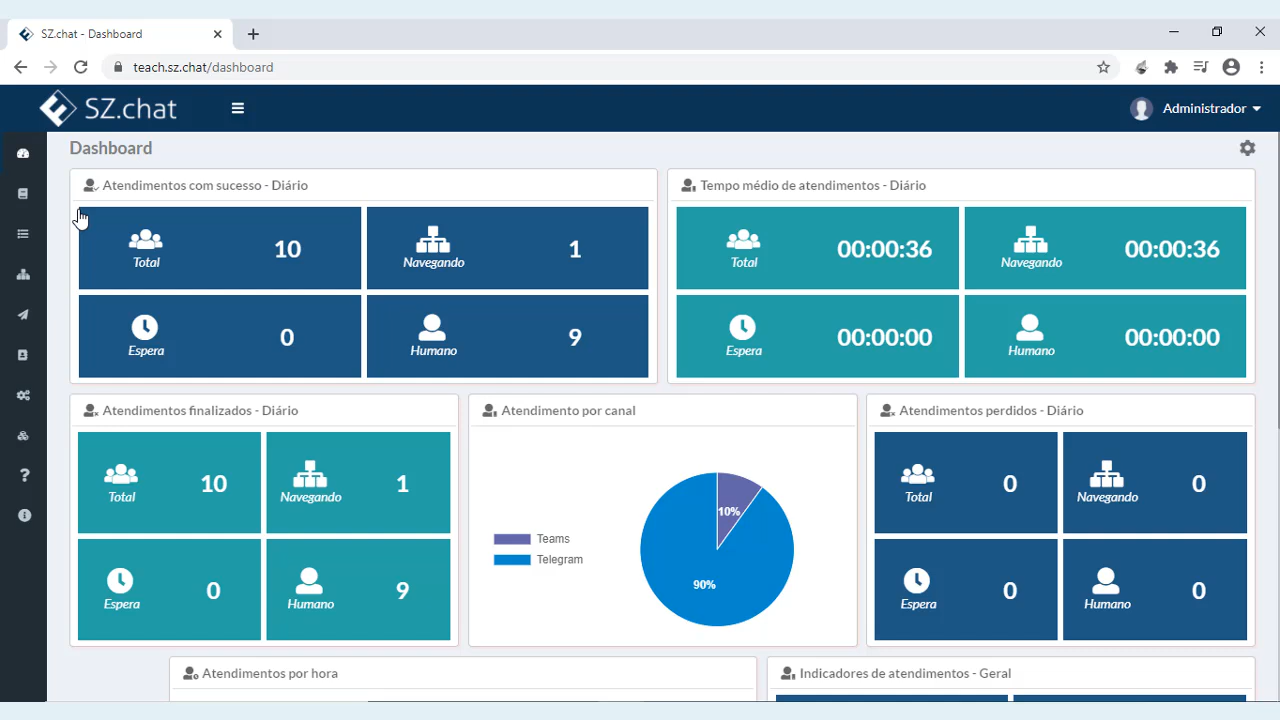 SZ.chat - Dashboard
teach.sz.chat/dashboard
SZ.chat
Administrador
Dashboard
Atendimentos com sucesso - Diário
Total
10
Navegando
1
Espera
0
Humano
9
Tempo médio de atendimentos - Diário
Total
00:00:36
Navegando
00:00:36
Espera
00:00:00
Humano
00:00:00
Atendimentos finalizados - Diário
Total
10
Navegando
1
Espera
0
Humano
9
Atendimento por canal
Teams
Telegram
10%
90%
Atendimentos perdidos - Diário
Total
0
Navegando
0
Espera
0
Humano
0
Atendimentos por hora
Indicadores de atendimentos - Geral